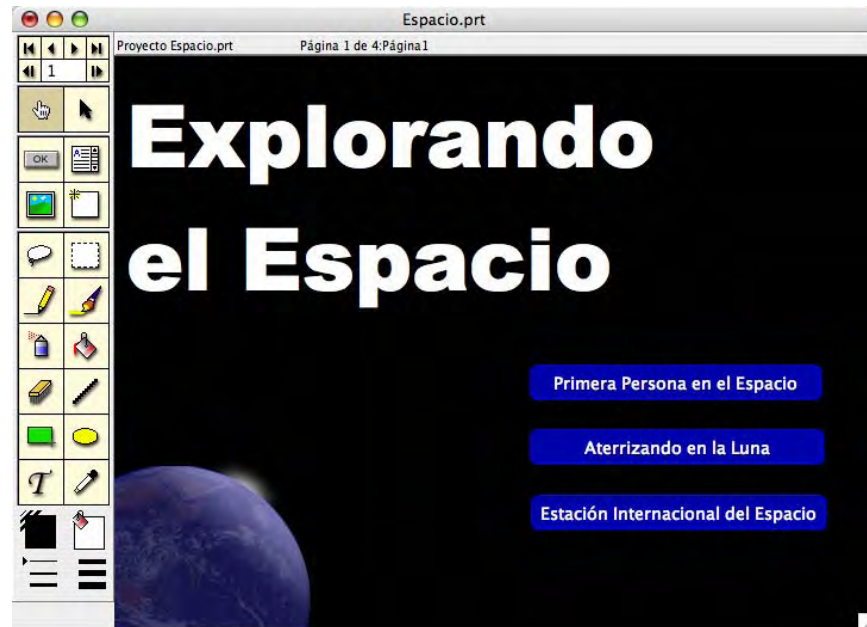 Espacio.prt
Proyecto Espacio.prt Página 1 de 4:Página1
1
OK
A
T
Explorando
el Espacio
Primera Persona en el Espacio
Aterrizando en la Luna
Estación Internacional del Espacio